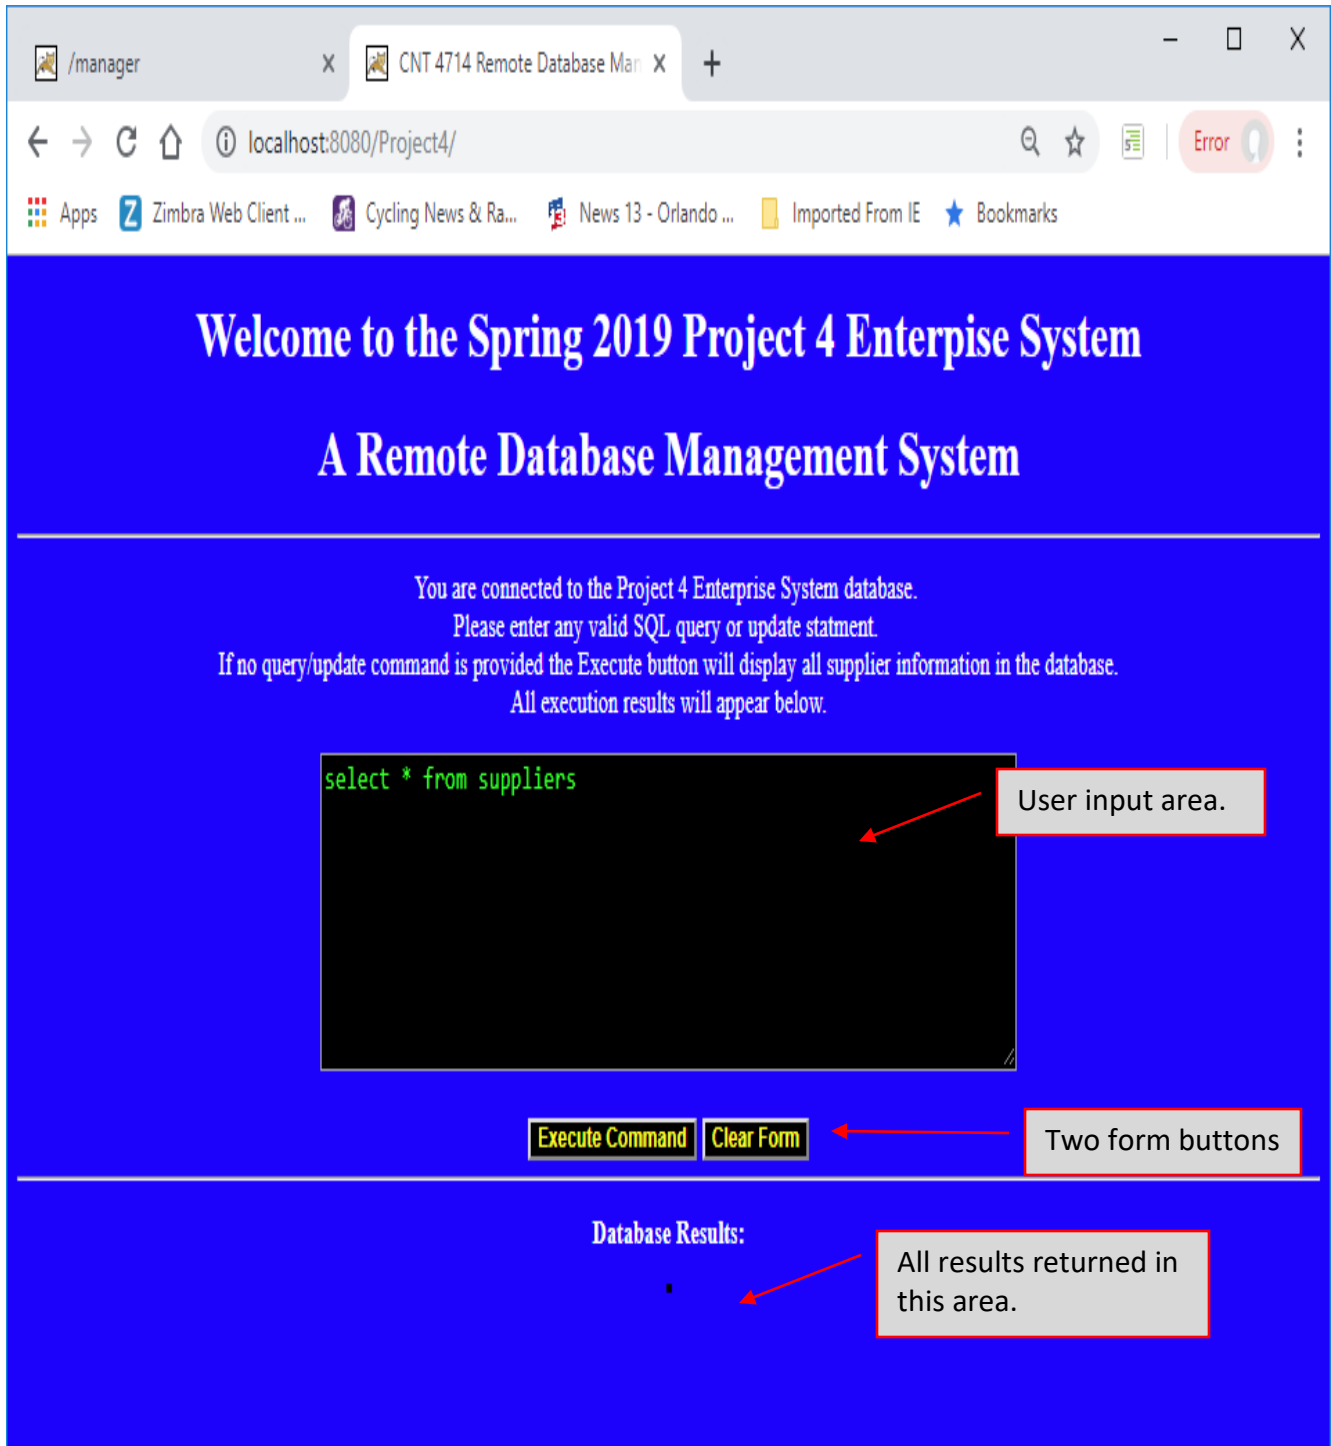 /manager
CNT 4714 Remote Database Man
localhost:8080/Project4/
Error
Apps
Zimbra Web Client ...
Cycling News & Ra...
News 13 - Orlando ...
Imported From IE
Bookmarks
Welcome to the Spring 2019 Project 4 Enterpise System
A Remote Database Management System
You are connected to the Project 4 Enterprise System database.
Please enter any valid SQL query or update statment.
If no query/update command is provided the Execute button will display all supplier information in the database.
All execution results will appear below.
select * from suppliers
User input area.
Execute Command
Clear Form
Two form buttons
Database Results:
All results returned in
this area.